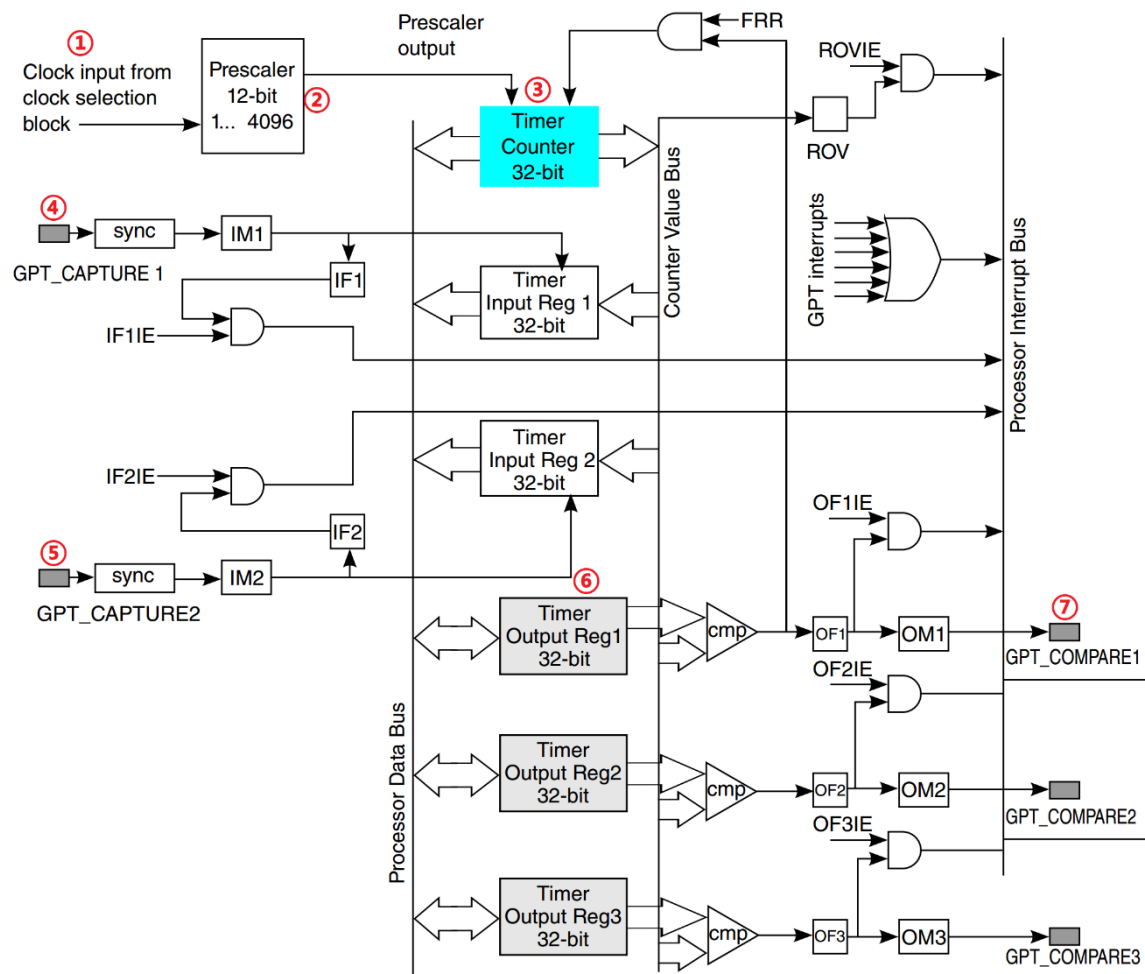 ①
Clock input from
clock selection
block
Prescaler
12-bit
1... 4096
②
Prescaler
output
③
Timer
Counter
32-bit
FRR
ROVIE
ROV
④
GPT_CAPTURE 1
sync
IM1
IF1
IF1IE
Timer
Input Reg 1
32-bit
Counter Value Bus
GPT interrupts
Processor Interrupt Bus
IF2IE
IF2
Timer
Input Reg 2
32-bit
⑤
GPT_CAPTURE2
sync
IM2
⑥
Timer
Output Reg1
32-bit
cmp
OF1IE
OF1
OM1
⑦
GPT_COMPARE1
Processor Data Bus
Timer
Output Reg2
32-bit
cmp
OF2IE
OF2
OM2
GPT_COMPARE2
Timer
Output Reg3
32-bit
cmp
OF3IE
OF3
OM3
GPT_COMPARE3